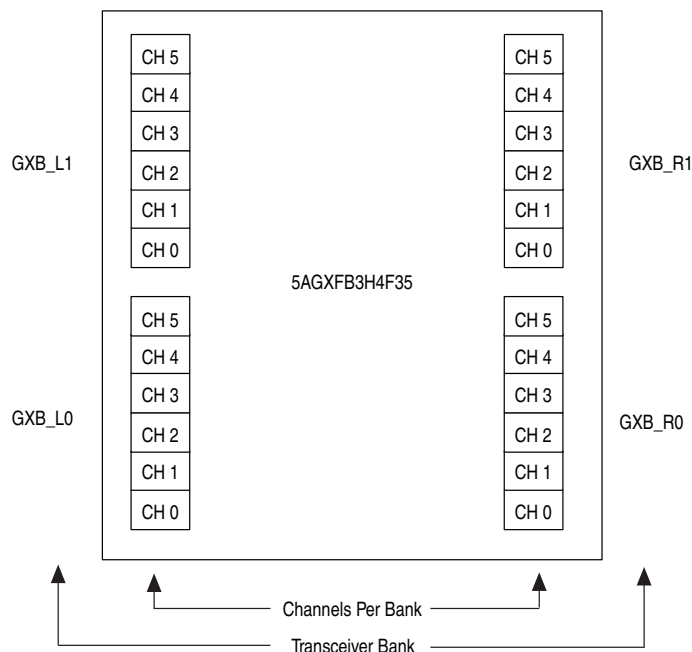 CH 5 CH 5
CH 4 CH 4
CH 3 CH 3
GXB_L1 GXB_R1
CH 2 CH 2
CH 1 CH 1
CH 0 CH 0
5AGXFB3H4F35
CH 5 CH 5
CH 4 CH 4
CH 3 CH 3
GXB_L0 GXB_R0
CH 2 CH 2
CH 1 CH 1
CH 0 CH 0
Channels Per Bank
Transceiver Bank